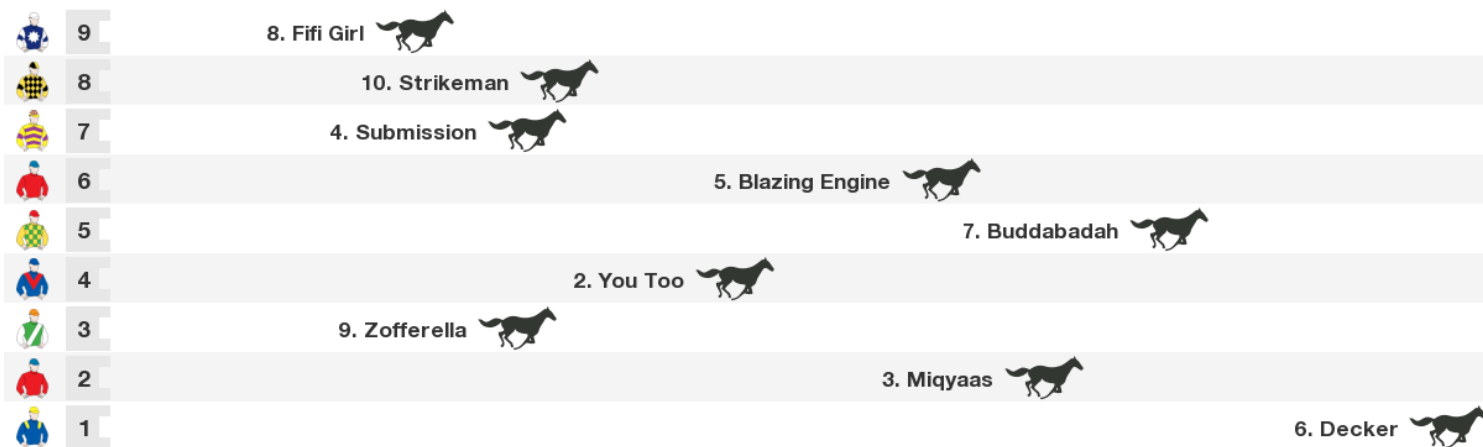 9 8. Fifi Girl
8 10. Strikeman
7 4. Submission
6 5. Blazing Engine
5 7. Buddabadah
4 2. You Too
3 9. Zofferella
2 3. Miqyaas
1 6. Decker